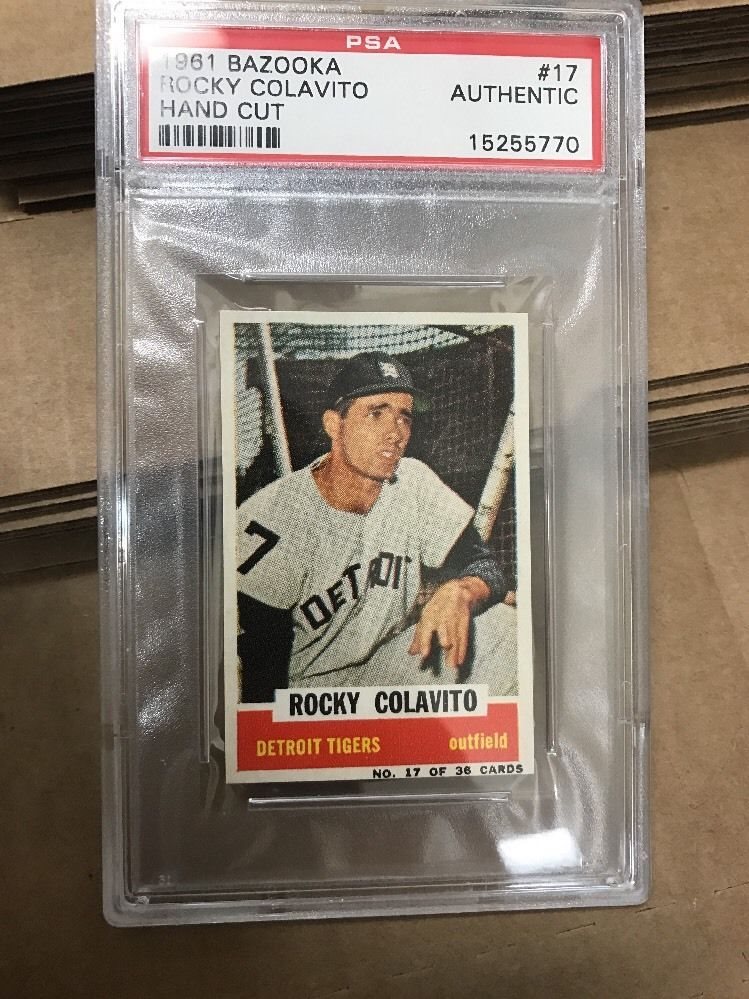 PSA
1961 BAZOOKA #17
ROCKY COLAVITO AUTHENTIC
HAND CUT
15255770
7
DETROIT
ROCKY COLAVITO
DETROIT TIGERS outfield
NO. 17 OF 36 CARDS
31